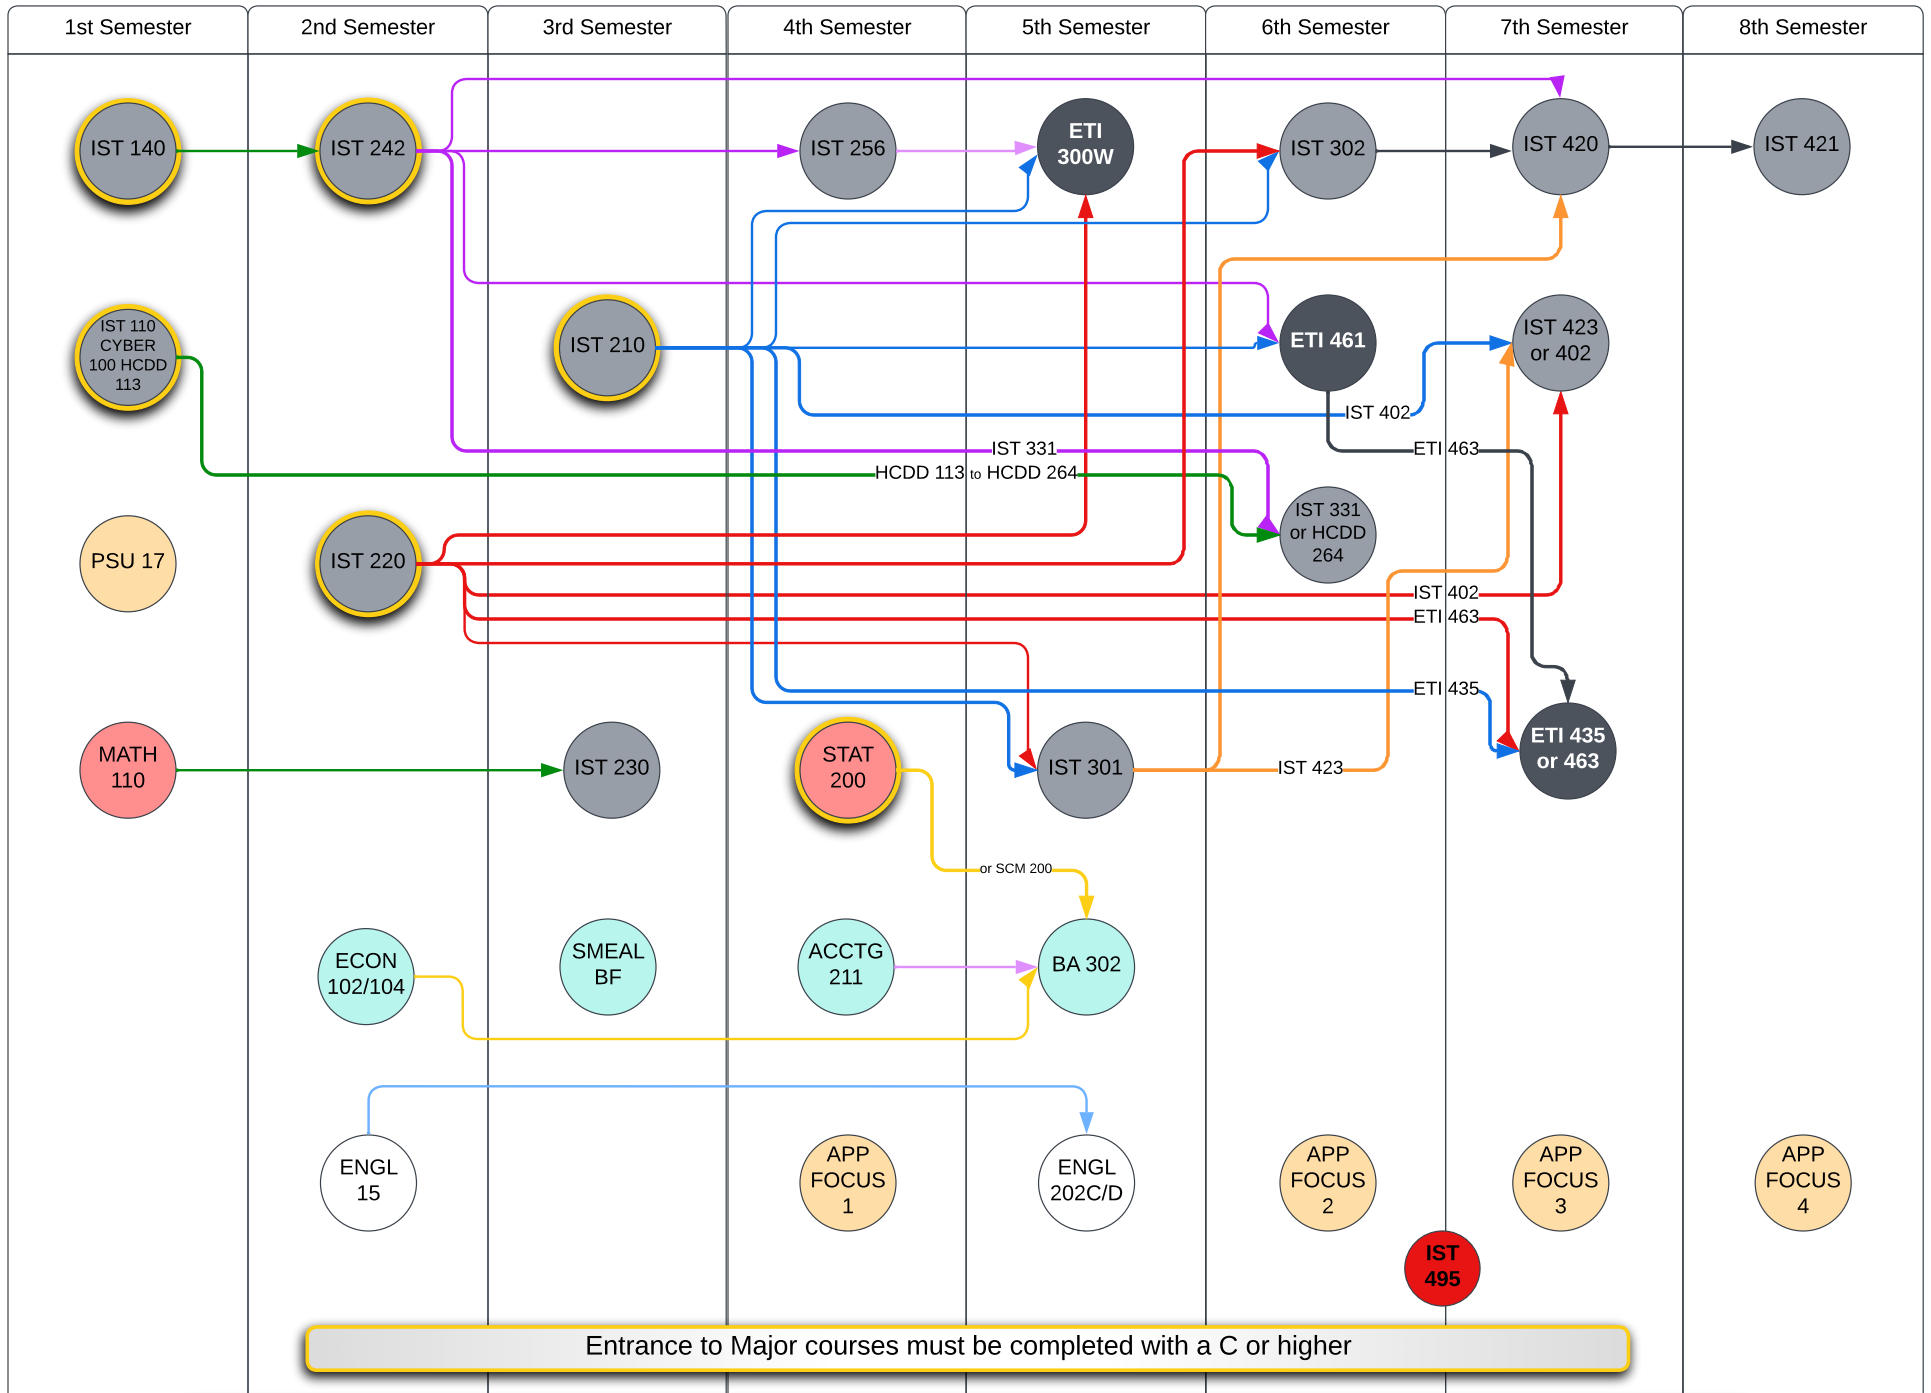 1st Semester
2nd Semester
3rd Semester
4th Semester
5th Semester
6th Semester
7th Semester
8th Semester
IST 140
IST 242
IST 256
ETI
300W
IST 302
IST 420
IST 421
IST 110
CYBER
100 HCDD
113
IST 210
ETI 461
IST 423
or 402
IST 402
IST 331
ETI 463
HCDD 113 to HCDD 264
PSU 17
IST 220
IST 331
or HCDD
264
IST 402
ETI 463
ETI 435
MATH
110
IST 230
STAT
200
IST 301
IST 423
ETI 435
or 463
or SCM 200
ECON
102/104
SMEAL
BF
ACCTG
211
BA 302
ENGL
15
APP
FOCUS
1
ENGL
202C/D
APP
FOCUS
2
APP
FOCUS
3
APP
FOCUS
4
IST
495
Entrance to Major courses must be completed with a C or higher